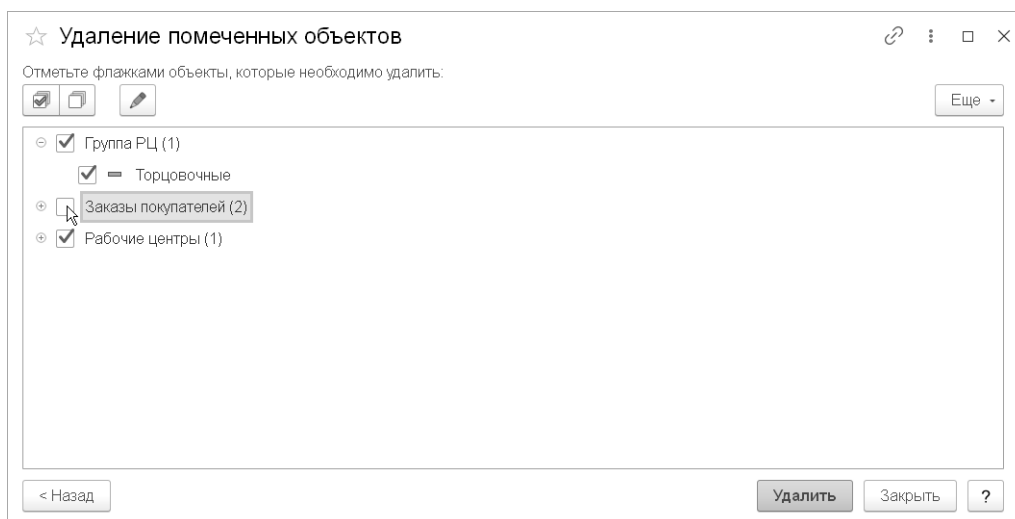 Удаление помеченных объектов
Отметьте флажками объекты, которые необходимо удалить:
Еще
Группа РЦ (1)
Торцовочные
Заказы покупателей (2)
Рабочие центры (1)
< Назад
Удалить
Закрыть
?